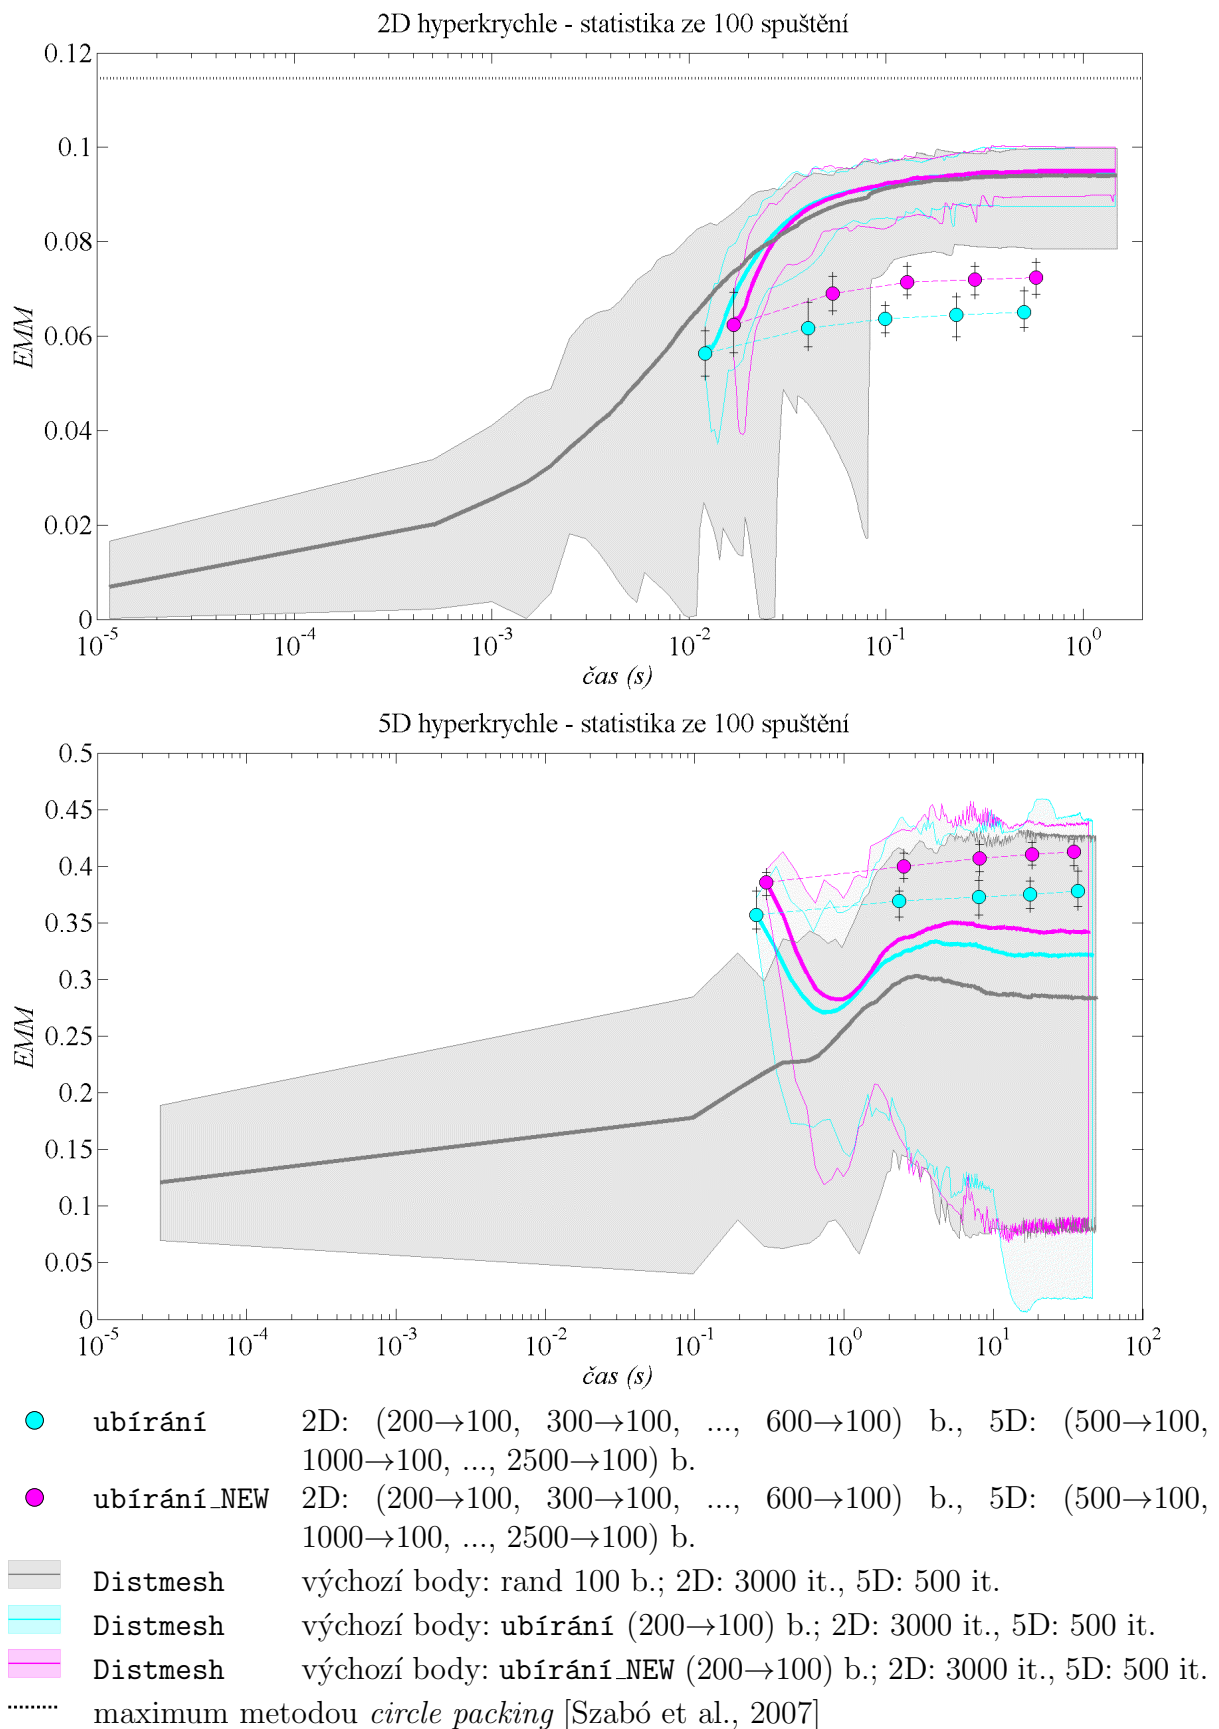 2D hyperkrychle - statistika ze 100 spuštění
0.12
0.1
0.08
0.06
0.04
0.02
0
EMM
10^-5 10^-4 10^-3 10^-2 10^-1 10^0
čas (s)
5D hyperkrychle - statistika ze 100 spuštění
0.5
0.45
0.4
0.35
0.3
0.25
0.2
0.15
0.1
0.05
0
EMM
10^-5 10^-4 10^-3 10^-2 10^-1 10^0 10^1 10^2
čas (s)
ubírání 2D: (200→100, 300→100, ..., 600→100) b., 5D: (500→100,
1000→100, ..., 2500→100) b.
ubírání_NEW 2D: (200→100, 300→100, ..., 600→100) b., 5D: (500→100,
1000→100, ..., 2500→100) b.
Distmesh výchozí body: rand 100 b.; 2D: 3000 it., 5D: 500 it.
Distmesh výchozí body: ubírání (200→100) b.; 2D: 3000 it., 5D: 500 it.
Distmesh výchozí body: ubírání_NEW (200→100) b.; 2D: 3000 it., 5D: 500 it.
maximum metodou circle packing [Szabó et al., 2007]